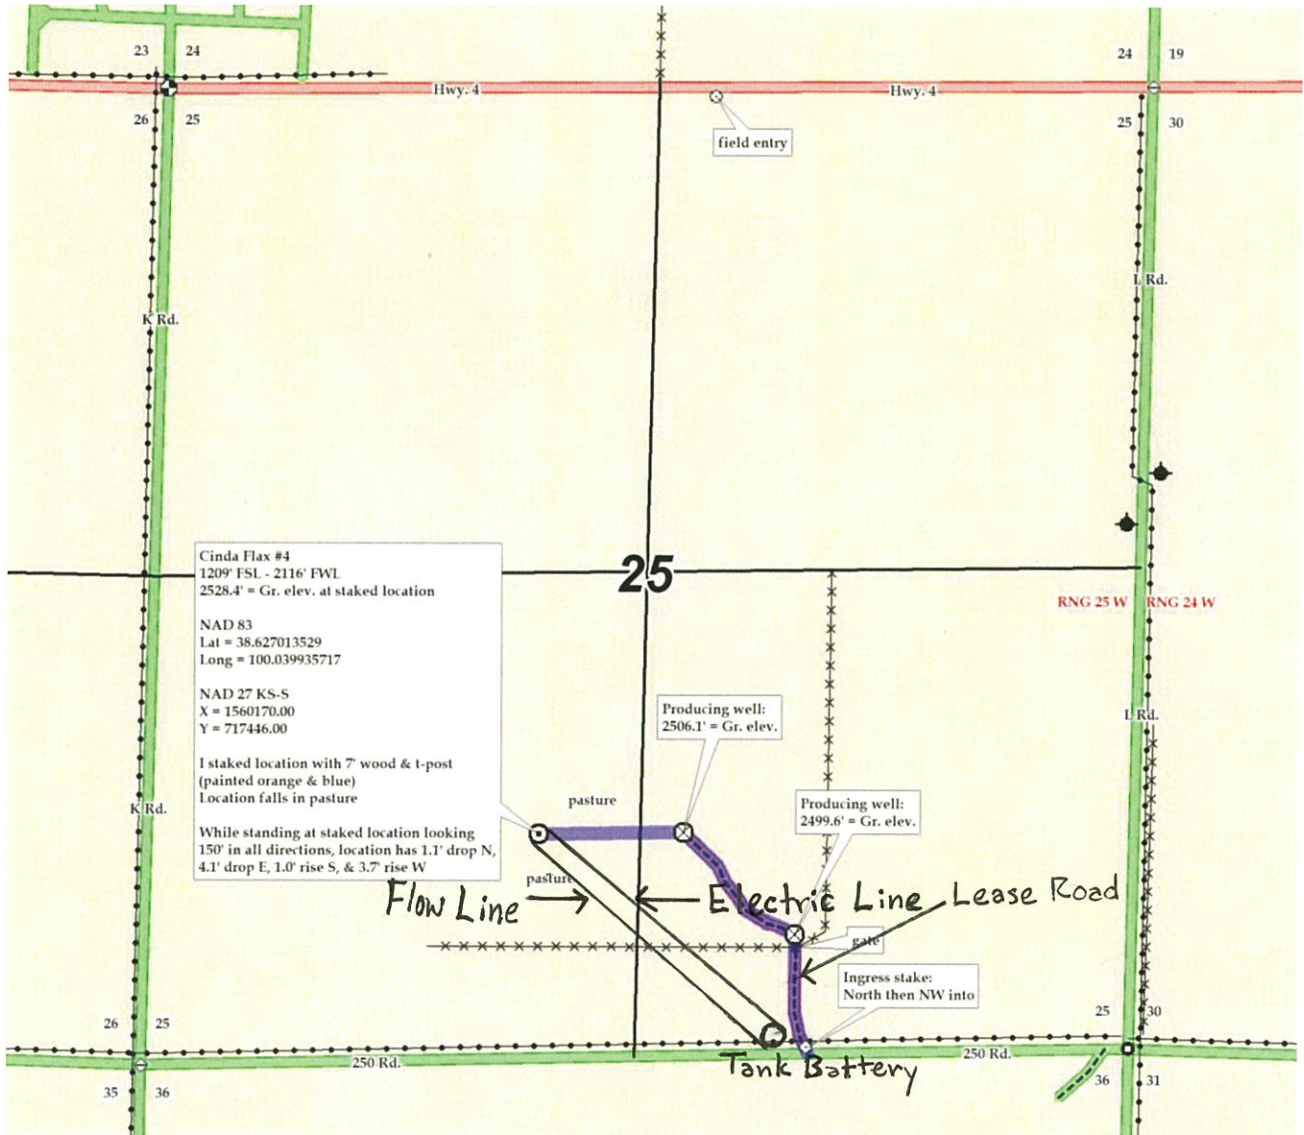 23 24
24 19
Hwy. 4
Hwy. 4
26 25
25 30
field entry
L Rd.
K Rd.
Cinda Flax #4
1209' FSL - 2116' FWL
2528.4' = Gr. elev. at staked location
NAD 83
Lat = 38.627013529
Long = 100.039935717
NAD 27 KS-S
X = 1560170.00
Y = 717446.00
I staked location with 7' wood & t-post
(painted orange & blue)
Location falls in pasture
While standing at staked location looking
150' in all directions, location has 1.1' drop N,
4.1' drop E, 1.0' rise S, & 3.7' rise W
25
RNG 25 W RNG 24 W
Producing well:
2506.1' = Gr. elev.
L Rd.
K Rd.
pasture
Producing well:
2499.6' = Gr. elev.
pasture
Flow Line
Electric Line
Lease Road
gate
Ingress stake:
North then NW into
26 25
25 30
250 Rd.
250 Rd.
Tank Battery
35 36
36 31